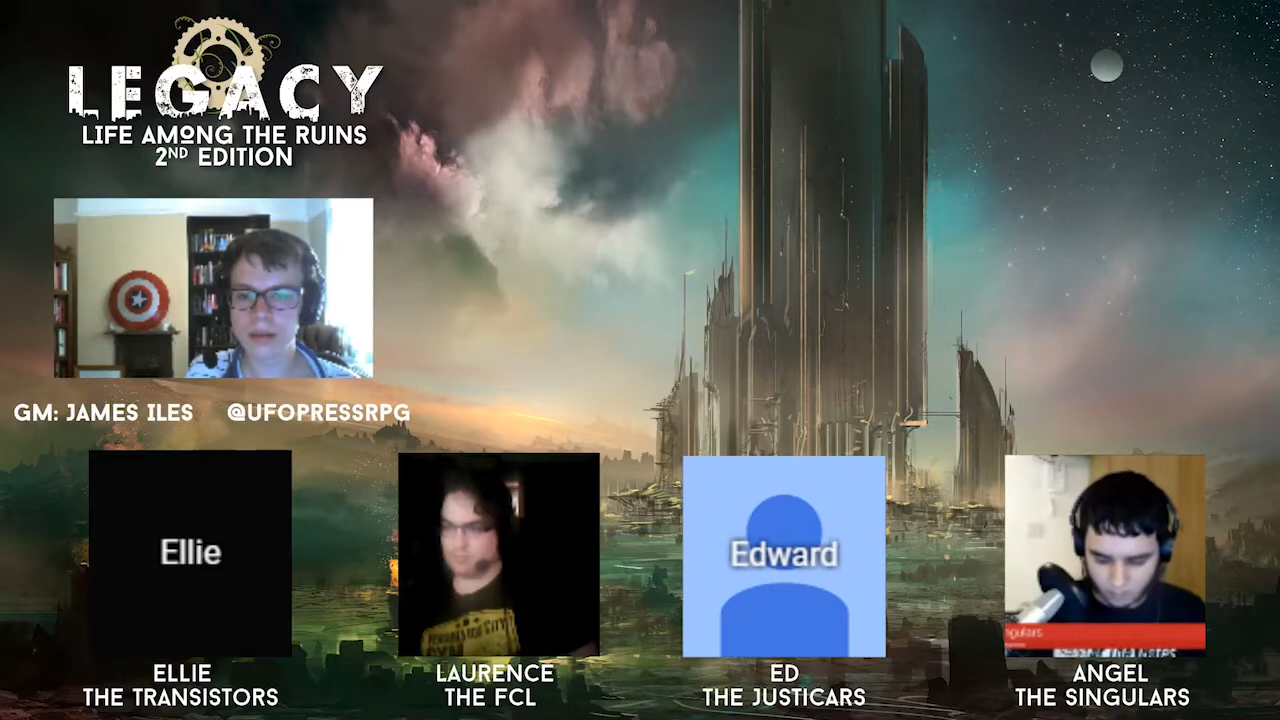 LEGACY
LIFE AMONG THE RUINS
2ND EDITION
GM: JAMES ILES @UFOPRESSRPG
Ellie
Edward
ngulars
ELLIE
THE TRANSISTORS
LAURENCE
THE FCL
ED
THE JUSTICARS
ANGEL
THE SINGULARS